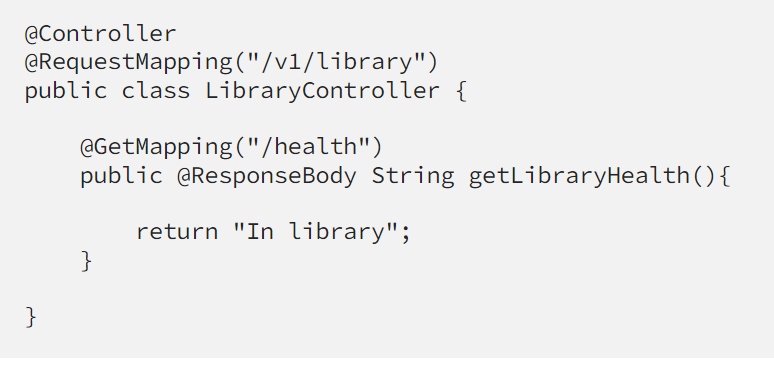 @Controller
@RequestMapping("/v1/library")
public class LibraryController {
@GetMapping("/health")
public @ResponseBody String getLibraryHealth(){
return "In library";
}
}